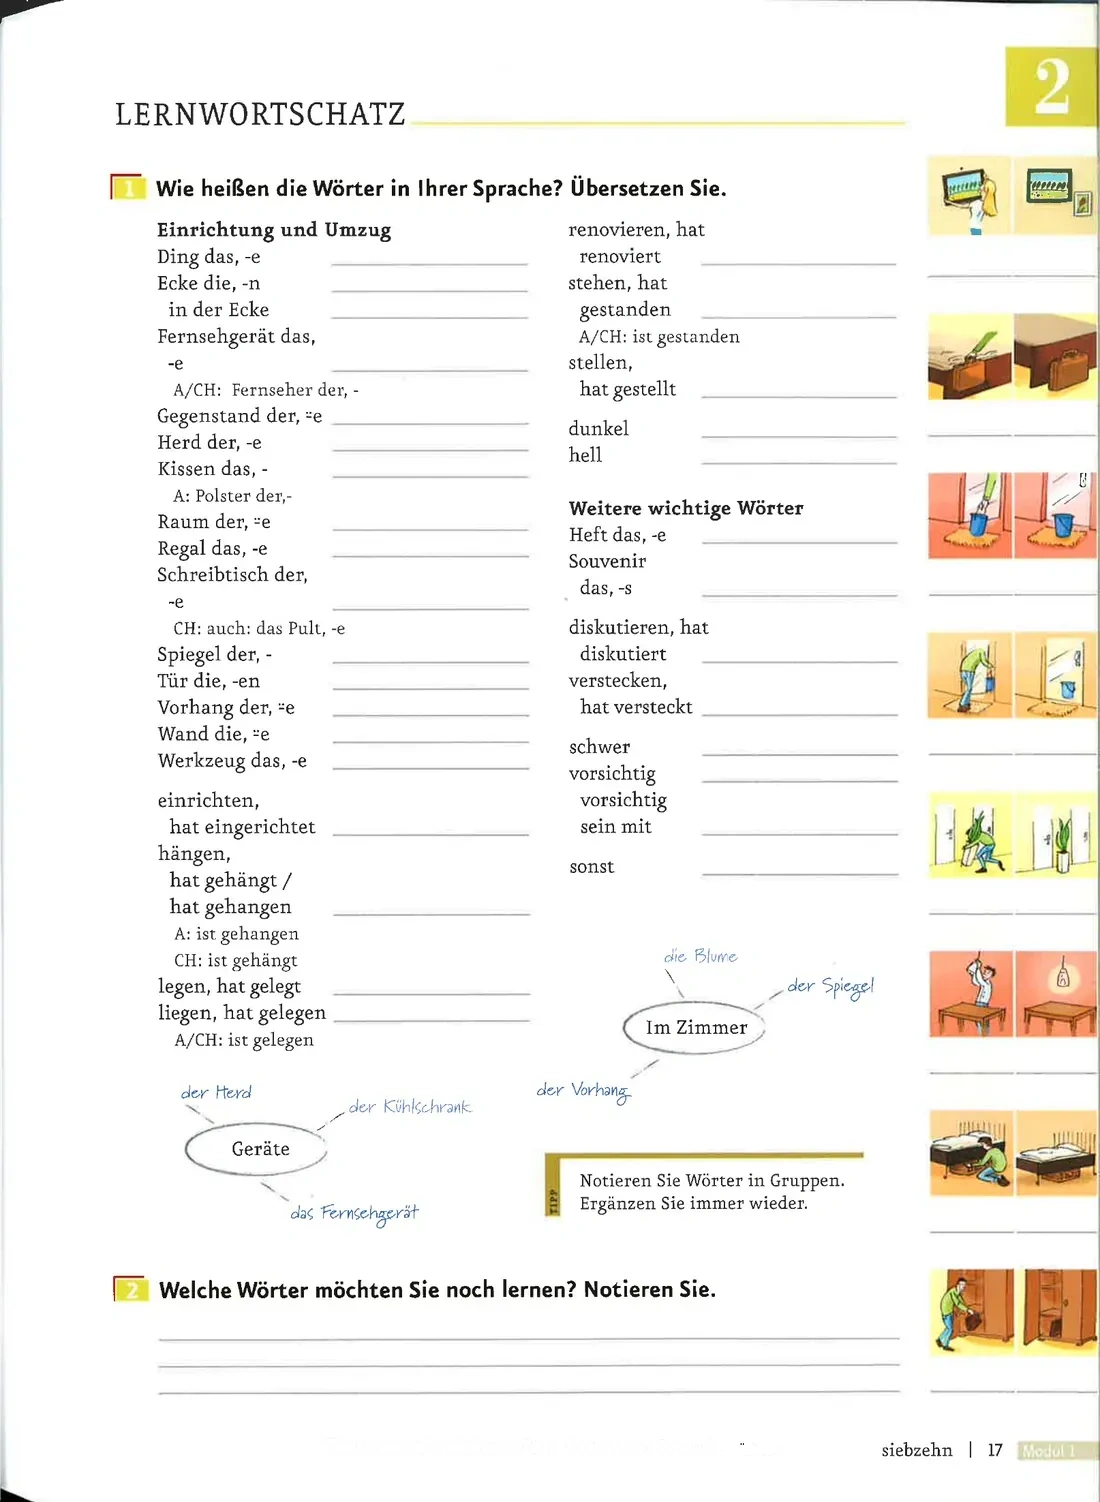 2
LERNWORTSCHATZ
1 Wie heißen die Wörter in Ihrer Sprache? Übersetzen Sie.
Einrichtung und Umzug
Ding das, -e
Ecke die, -n
in der Ecke
Fernsehgerät das,
-e
A/CH: Fernseher der, -
Gegenstand der, ⸚e
Herd der, -e
Kissen das, -
A: Polster der,-
Raum der, ⸚e
Regal das, -e
Schreibtisch der,
-e
CH: auch: das Pult, -e
Spiegel der, -
Tür die, -en
Vorhang der, ⸚e
Wand die, ⸚e
Werkzeug das, -e
einrichten,
hat eingerichtet
hängen,
hat gehängt /
hat gehangen
A: ist gehangen
CH: ist gehängt
legen, hat gelegt
liegen, hat gelegen
A/CH: ist gelegen
renovieren, hat
renoviert
stehen, hat
gestanden
A/CH: ist gestanden
stellen,
hat gestellt
dunkel
hell
Weitere wichtige Wörter
Heft das, -e
Souvenir
das, -s
diskutieren, hat
diskutiert
verstecken,
hat versteckt
schwer
vorsichtig
vorsichtig
sein mit
sonst
die Blume
der Spiegel
Im Zimmer
der Vorhang
der Herd
der Kühlschrank
Geräte
das Fernsehgerät
TIPP
Notieren Sie Wörter in Gruppen.
Ergänzen Sie immer wieder.
2 Welche Wörter möchten Sie noch lernen? Notieren Sie.
siebzehn | 17 Modul 1